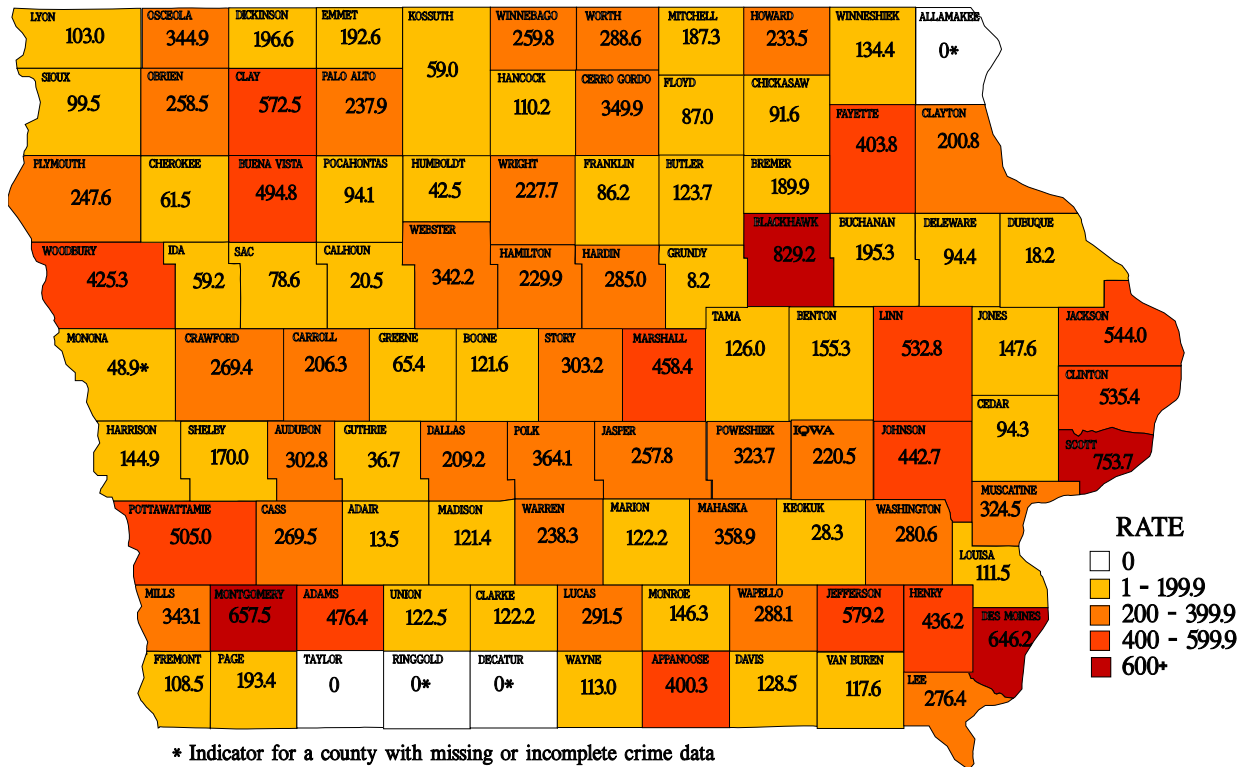 LYON OSCEOLA DICKINSON EMMET KOSSUTH WINNEBAGO WORTH MITCHELL HOWARD WINNESHIEK ALLAMAKEE
103.0 344.9 196.6 192.6 59.0 259.8 288.6 187.3 233.5 134.4 0*
SIOUX OBRIEN CLAY PALO ALTO HANCOCK CERRO GORDO FLOYD CHICKASAW
99.5 258.5 572.5 237.9 110.2 349.9 87.0 91.6
FAYETTE CLAYTON
403.8 200.8
PLYMOUTH CHEROKEE BUENA VISTA POCAHONTAS HUMBOLDT WRIGHT FRANKLIN BUTLER BREMER
247.6 61.5 494.8 94.1 42.5 227.7 86.2 123.7 189.9
BLACKHAWK BUCHANAN DELEWARE DUBUQUE
829.2 195.3 94.4 18.2
WOODBURY IDA SAC CALHOUN WEBSTER HAMILTON HARDIN GRUNDY
425.3 59.2 78.6 20.5 342.2 229.9 285.0 8.2
TAMA BENTON LINN JONES JACKSON
126.0 155.3 532.8 147.6 544.0
MONONA CRAWFORD CARROLL GREENE BOONE STORY MARSHALL
48.9* 269.4 206.3 65.4 121.6 303.2 458.4
CLINTON
535.4
CEDAR
94.3
HARRISON SHELBY AUDUBON GUTHRIE DALLAS POLK JASPER POWESHIEK IOWA JOHNSON
144.9 170.0 302.8 36.7 209.2 364.1 257.8 323.7 220.5 442.7
SCOTT
753.7
MUSCATINE
324.5
POTTAWATTAMIE CASS ADAIR MADISON WARREN MARION MAHASKA KEOKUK WASHINGTON
505.0 269.5 13.5 121.4 238.3 122.2 358.9 28.3 280.6
LOUISA
111.5
MILLS MONTGOMERY ADAMS UNION CLARKE LUCAS MONROE WAPELLO JEFFERSON HENRY
343.1 657.5 476.4 122.5 122.2 291.5 146.3 288.1 579.2 436.2
DES MOINES
646.2
FREMONT PAGE TAYLOR RINGGOLD DECATUR WAYNE APPANOOSE DAVIS VAN BUREN
108.5 193.4 0 0* 0* 113.0 400.3 128.5 117.6
LEE
276.4
RATE
0
1 - 199.9
200 - 399.9
400 - 599.9
600+
* Indicator for a county with missing or incomplete crime data